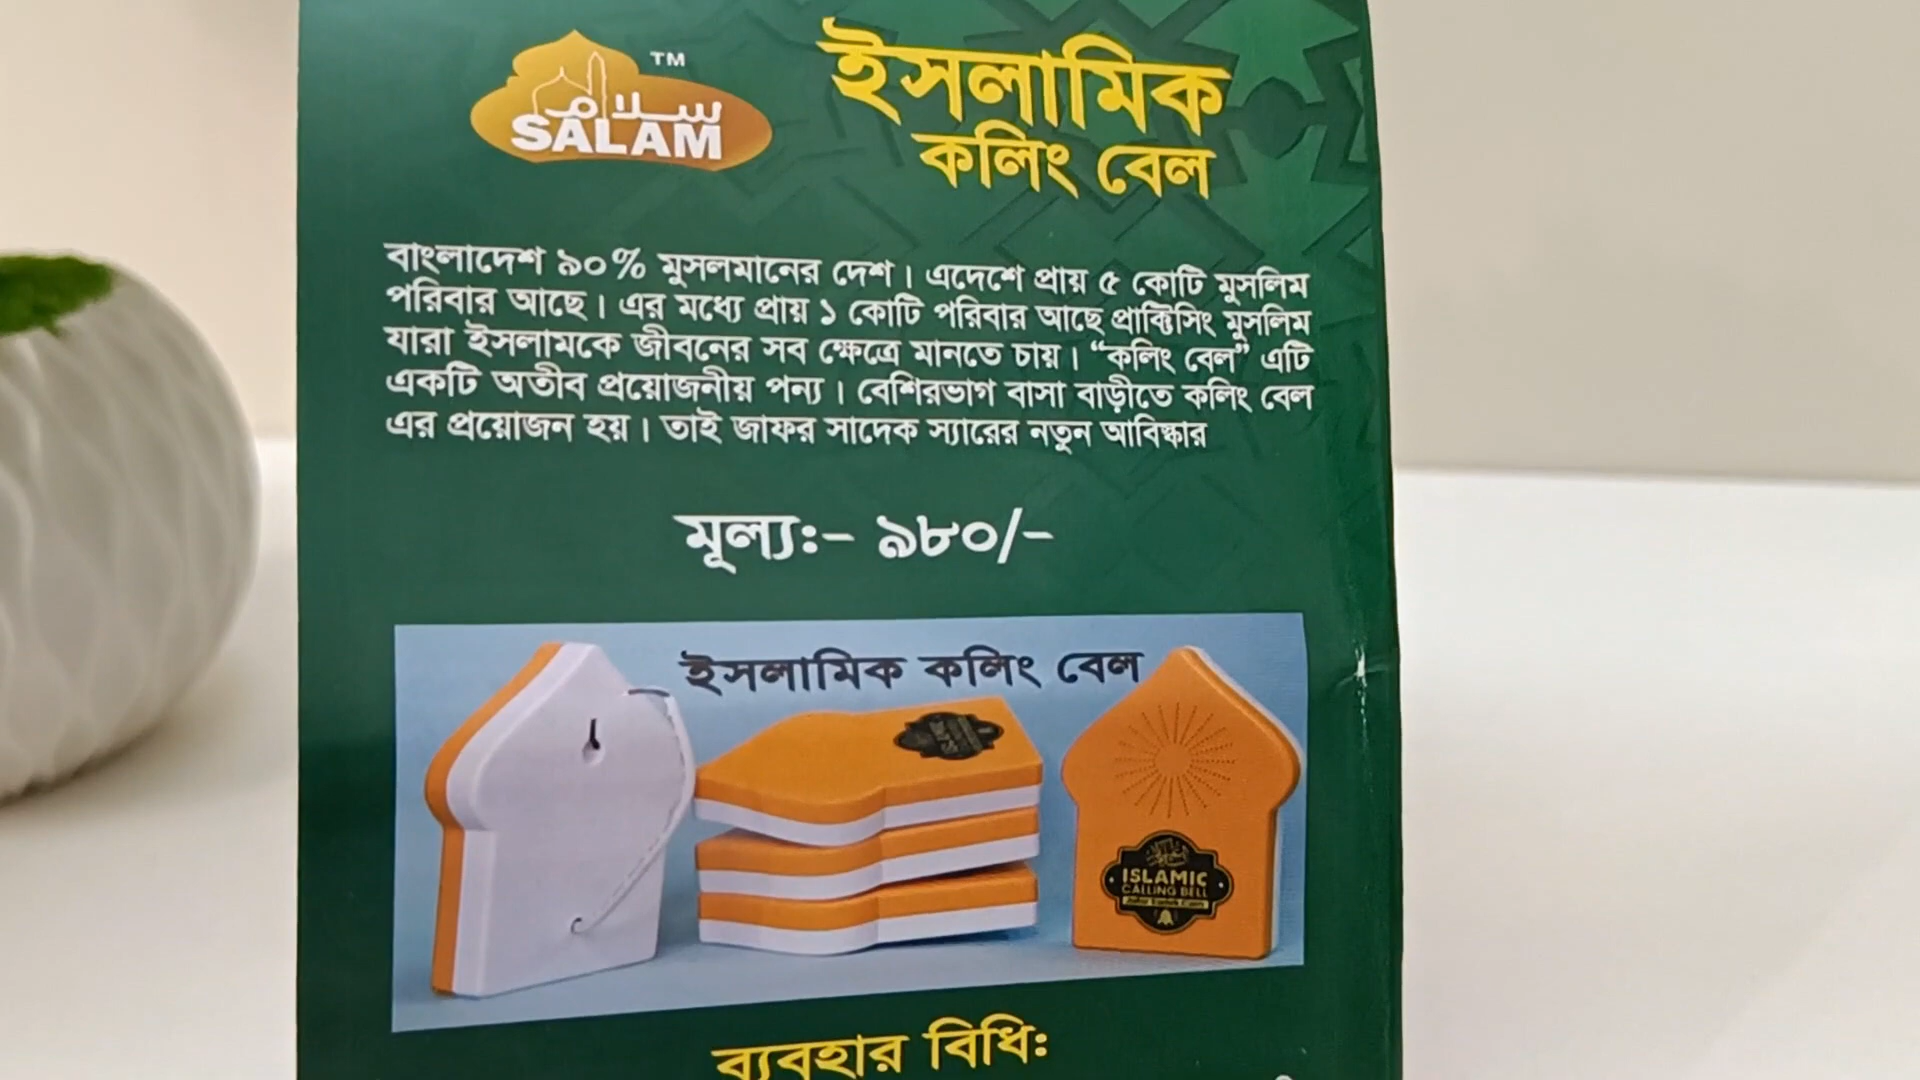 TM
سلام
SALAM
ইসলামিক
কলিং বেল
বাংলাদেশ ৯০% মুসলমানের দেশ। এদেশে প্রায় ৫ কোটি মুসলিম
পরিবার আছে। এর মধ্যে প্রায় ১ কোটি পরিবার আছে প্রাক্টিসিং মুসলিম
যারা ইসলামকে জীবনের সব ক্ষেত্রে মানতে চায়। “কলিং বেল” এটি
একটি অতীব প্রয়োজনীয় পন্য। বেশিরভাগ বাসা বাড়ীতে কলিং বেল
এর প্রয়োজন হয়। তাই জাফর সাদেক স্যারের নতুন আবিষ্কার
মূল্য:- ৯৮০/-
ইসলামিক কলিং বেল
ISLAMIC
CALLING BELL
ব্যবহার বিধি: